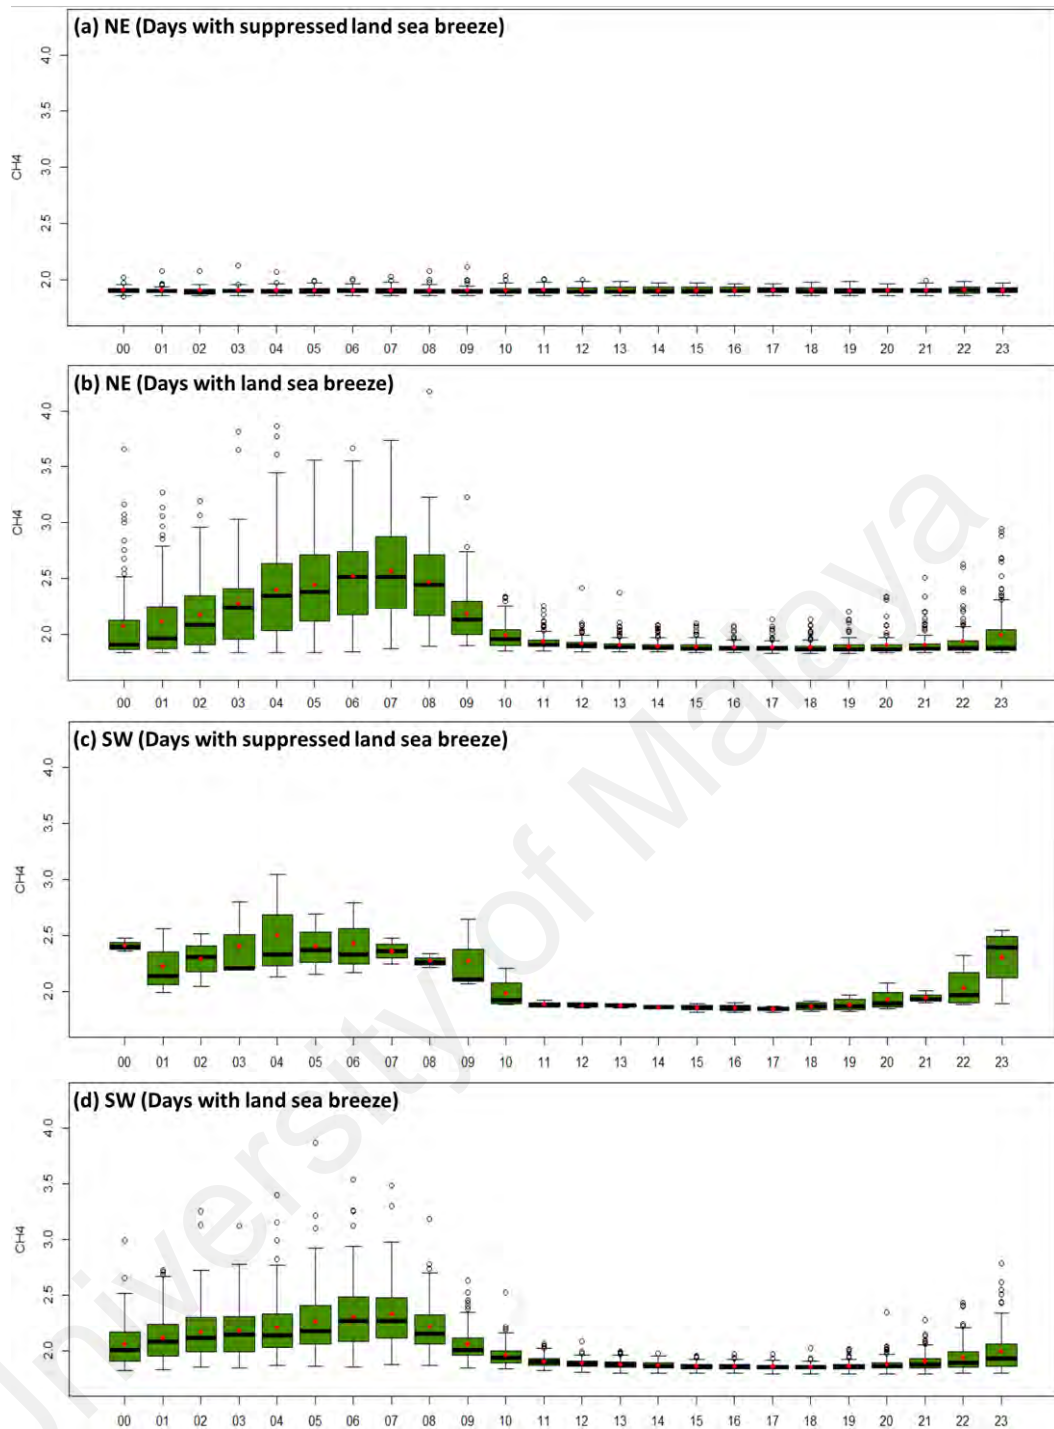 (a) NE (Days with suppressed land sea breeze)
4.0
3.5
3.0
2.5
2.0
CH4
00 01 02 03 04 05 06 07 08 09 10 11 12 13 14 15 16 17 18 19 20 21 22 23
(b) NE (Days with land sea breeze)
4.0
3.5
3.0
2.5
2.0
CH4
00 01 02 03 04 05 06 07 08 09 10 11 12 13 14 15 16 17 18 19 20 21 22 23
(c) SW (Days with suppressed land sea breeze)
4.0
3.5
3.0
2.5
2.0
CH4
00 01 02 03 04 05 06 07 08 09 10 11 12 13 14 15 16 17 18 19 20 21 22 23
(d) SW (Days with land sea breeze)
4.0
3.5
3.0
2.5
2.0
CH4
00 01 02 03 04 05 06 07 08 09 10 11 12 13 14 15 16 17 18 19 20 21 22 23
University of Malaya